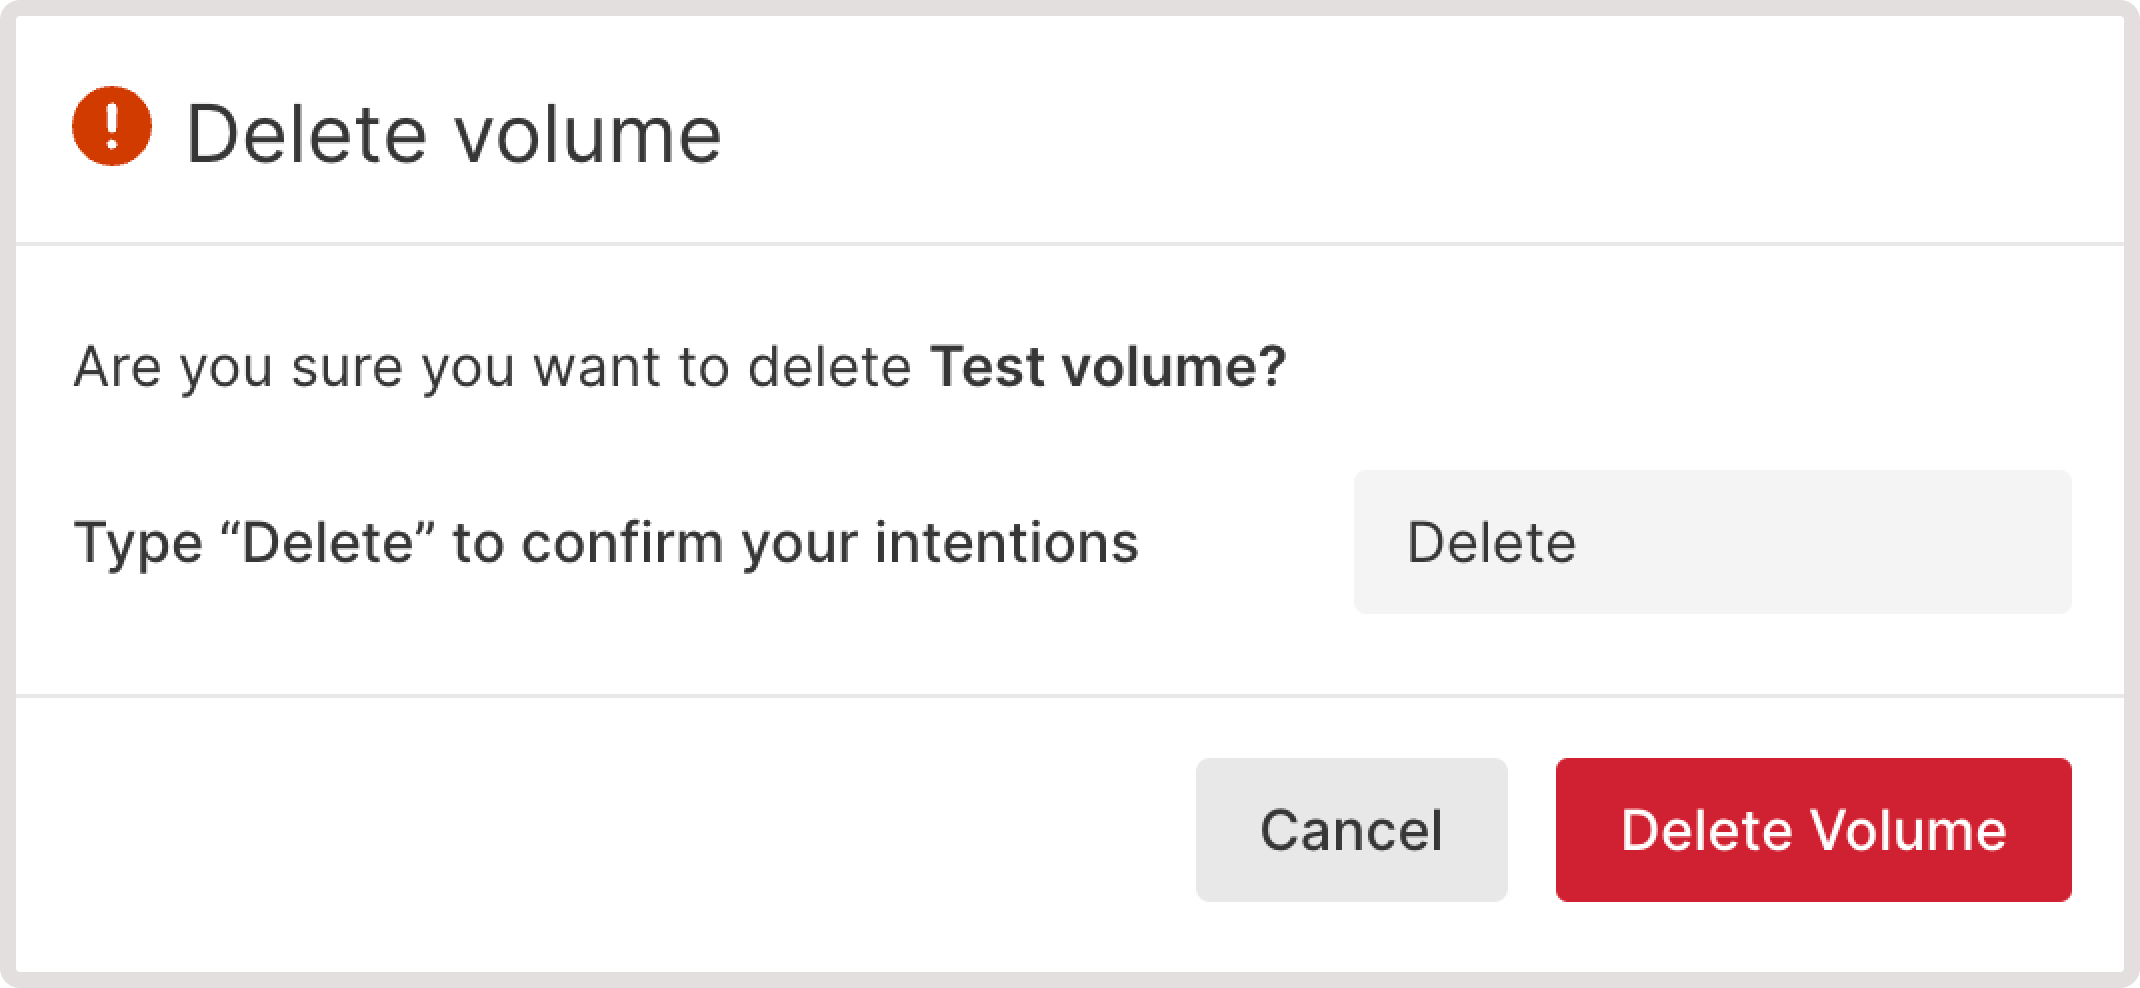 Delete volume
Are you sure you want to delete Test volume?
Type “Delete” to confirm your intentions
Delete
Cancel
Delete Volume